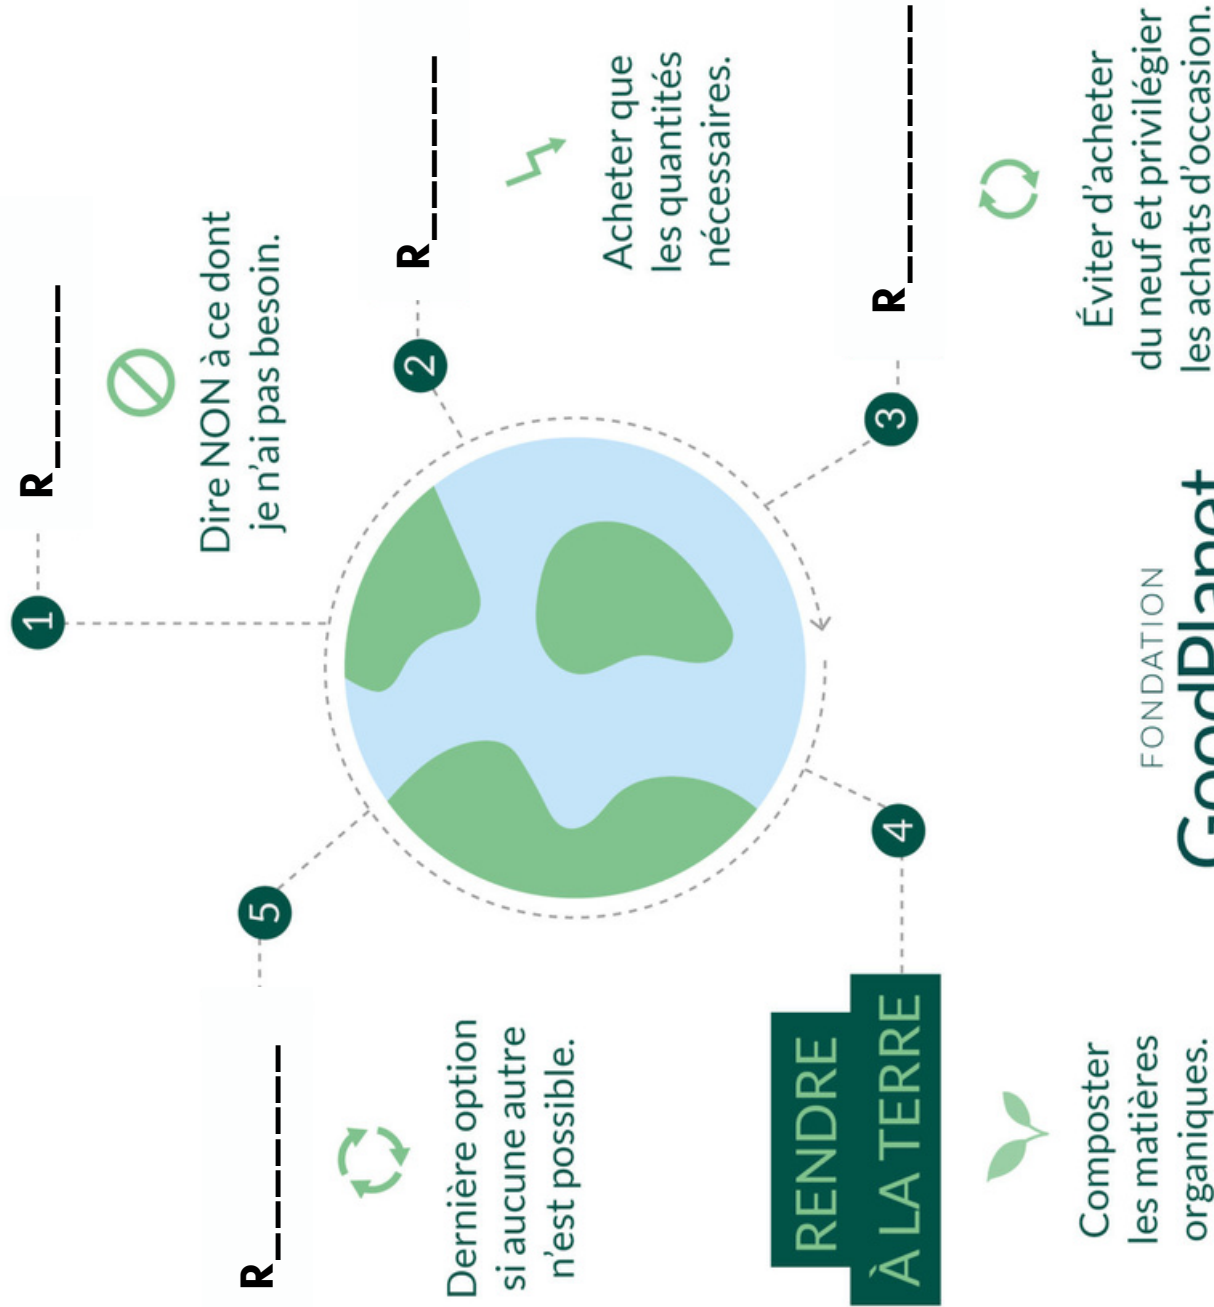 1
R______
Dire NON à ce dont
je n'ai pas besoin.
2
R______
Acheter que
les quantités
nécessaires.
3
R_________
Éviter d'acheter
du neuf et privilégier
les achats d'occasion.
4
RENDRE
À LA TERRE
Composter
les matières
organiques.
5
R_______
Dernière option
si aucune autre
n'est possible.
FONDATION
GoodPlanet